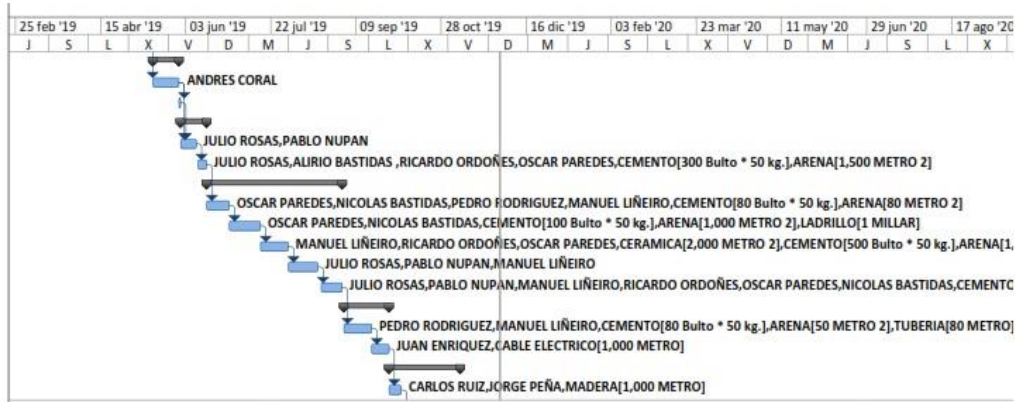 25 feb '19 15 abr '19 03 jun '19 22 jul '19 09 sep '19 28 oct '19 16 dic '19 03 feb '20 23 mar '20 11 may '20 29 jun '20 17 ago '20
J S L X V D M J S L X V D M J S L X V D M J S L X
ANDRES CORAL
JULIO ROSAS,PABLO NUPAN
JULIO ROSAS,ALIRIO BASTIDAS ,RICARDO ORDOÑES,OSCAR PAREDES,CEMENTO[300 Bulto * 50 kg.],ARENA[1,500 METRO 2]
OSCAR PAREDES,NICOLAS BASTIDAS,PEDRO RODRIGUEZ,MANUEL LIÑEIRO,CEMENTO[80 Bulto * 50 kg.],ARENA[80 METRO 2]
OSCAR PAREDES,NICOLAS BASTIDAS,CEMENTO[100 Bulto * 50 kg.],ARENA[1,000 METRO 2],LADRILLO[1 MILLAR]
MANUEL LIÑEIRO,RICARDO ORDOÑES,OSCAR PAREDES,CERAMICA[2,000 METRO 2],CEMENTO[500 Bulto * 50 kg.],ARENA[1,
JULIO ROSAS,PABLO NUPAN,MANUEL LIÑEIRO
JULIO ROSAS,PABLO NUPAN,MANUEL LIÑEIRO,RICARDO ORDOÑES,OSCAR PAREDES,NICOLAS BASTIDAS,CEMENTO
PEDRO RODRIGUEZ,MANUEL LIÑEIRO,CEMENTO[80 Bulto * 50 kg.],ARENA[50 METRO 2],TUBERIA[80 METRO]
JUAN ENRIQUEZ,CABLE ELECTRICO[1,000 METRO]
CARLOS RUIZ,JORGE PEÑA,MADERA[1,000 METRO]